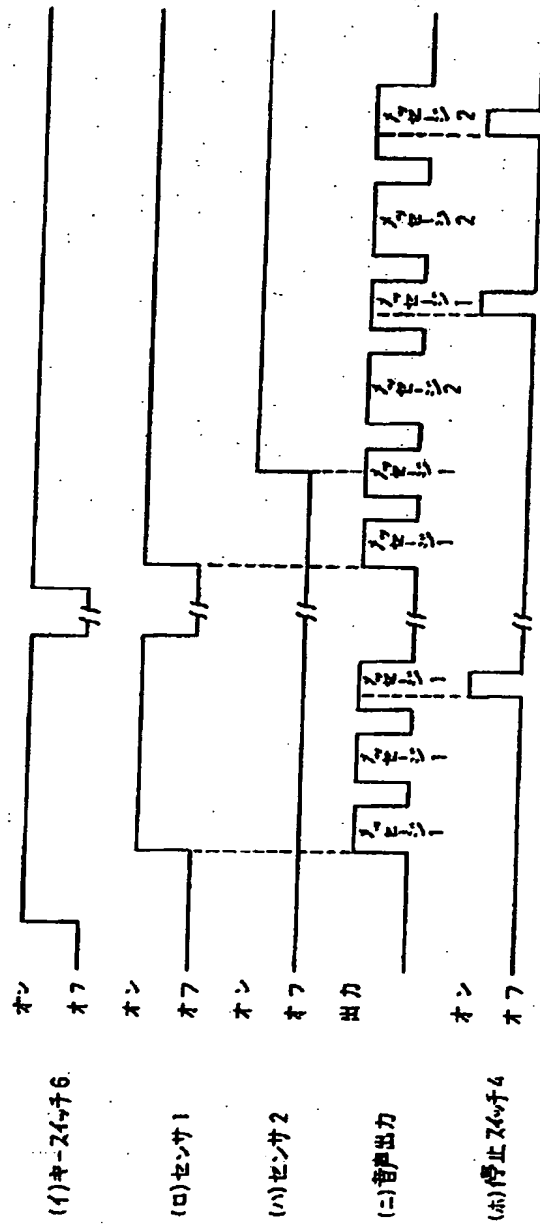 (イ)キースイッチ6
オン
オフ
(ロ)センサ1
オン
オフ
(ハ)センサ2
オン
オフ
(ニ)音声出力
出力
メッセージ1
メッセージ1
メッセージ1
メッセージ1
メッセージ1
メッセージ2
メッセージ1
メッセージ2
メッセージ2
(ホ)停止スイッチ4
オン
オフ